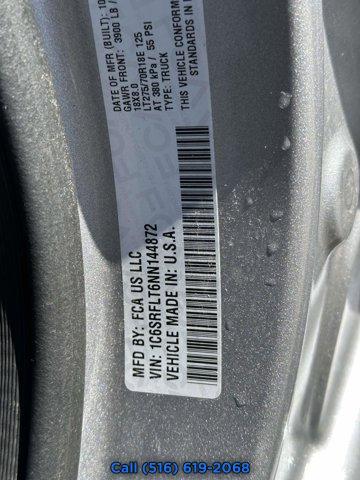 MFD BY: FCA US LLC
VIN: 1C6SRFLT6NN144872
VEHICLE MADE IN: U.S.A.
DATE OF MFR (BUILT): 10
GAWR FRONT: 3900 LB
18X8.0
LT275/70R18E 125
AT 380 kPa / 55 PSI
TYPE: TRUCK
THIS VEHICLE CONFORMS
STANDARDS IN
Call (516) 619-2068